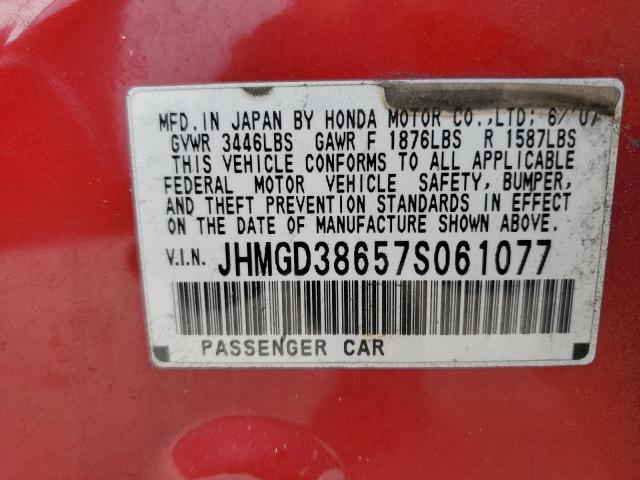 MFD. IN JAPAN BY HONDA MOTOR CO.,LTD: 6/ 07
GVWR 3446LBS GAWR F 1876LBS R 1587LBS
THIS VEHICLE CONFORMS TO ALL APPLICABLE
FEDERAL MOTOR VEHICLE SAFETY, BUMPER,
AND THEFT PREVENTION STANDARDS IN EFFECT
ON THE DATE OF MANUFACTURE SHOWN ABOVE.
V.I.N. JHMGD38657S061077
PASSENGER CAR